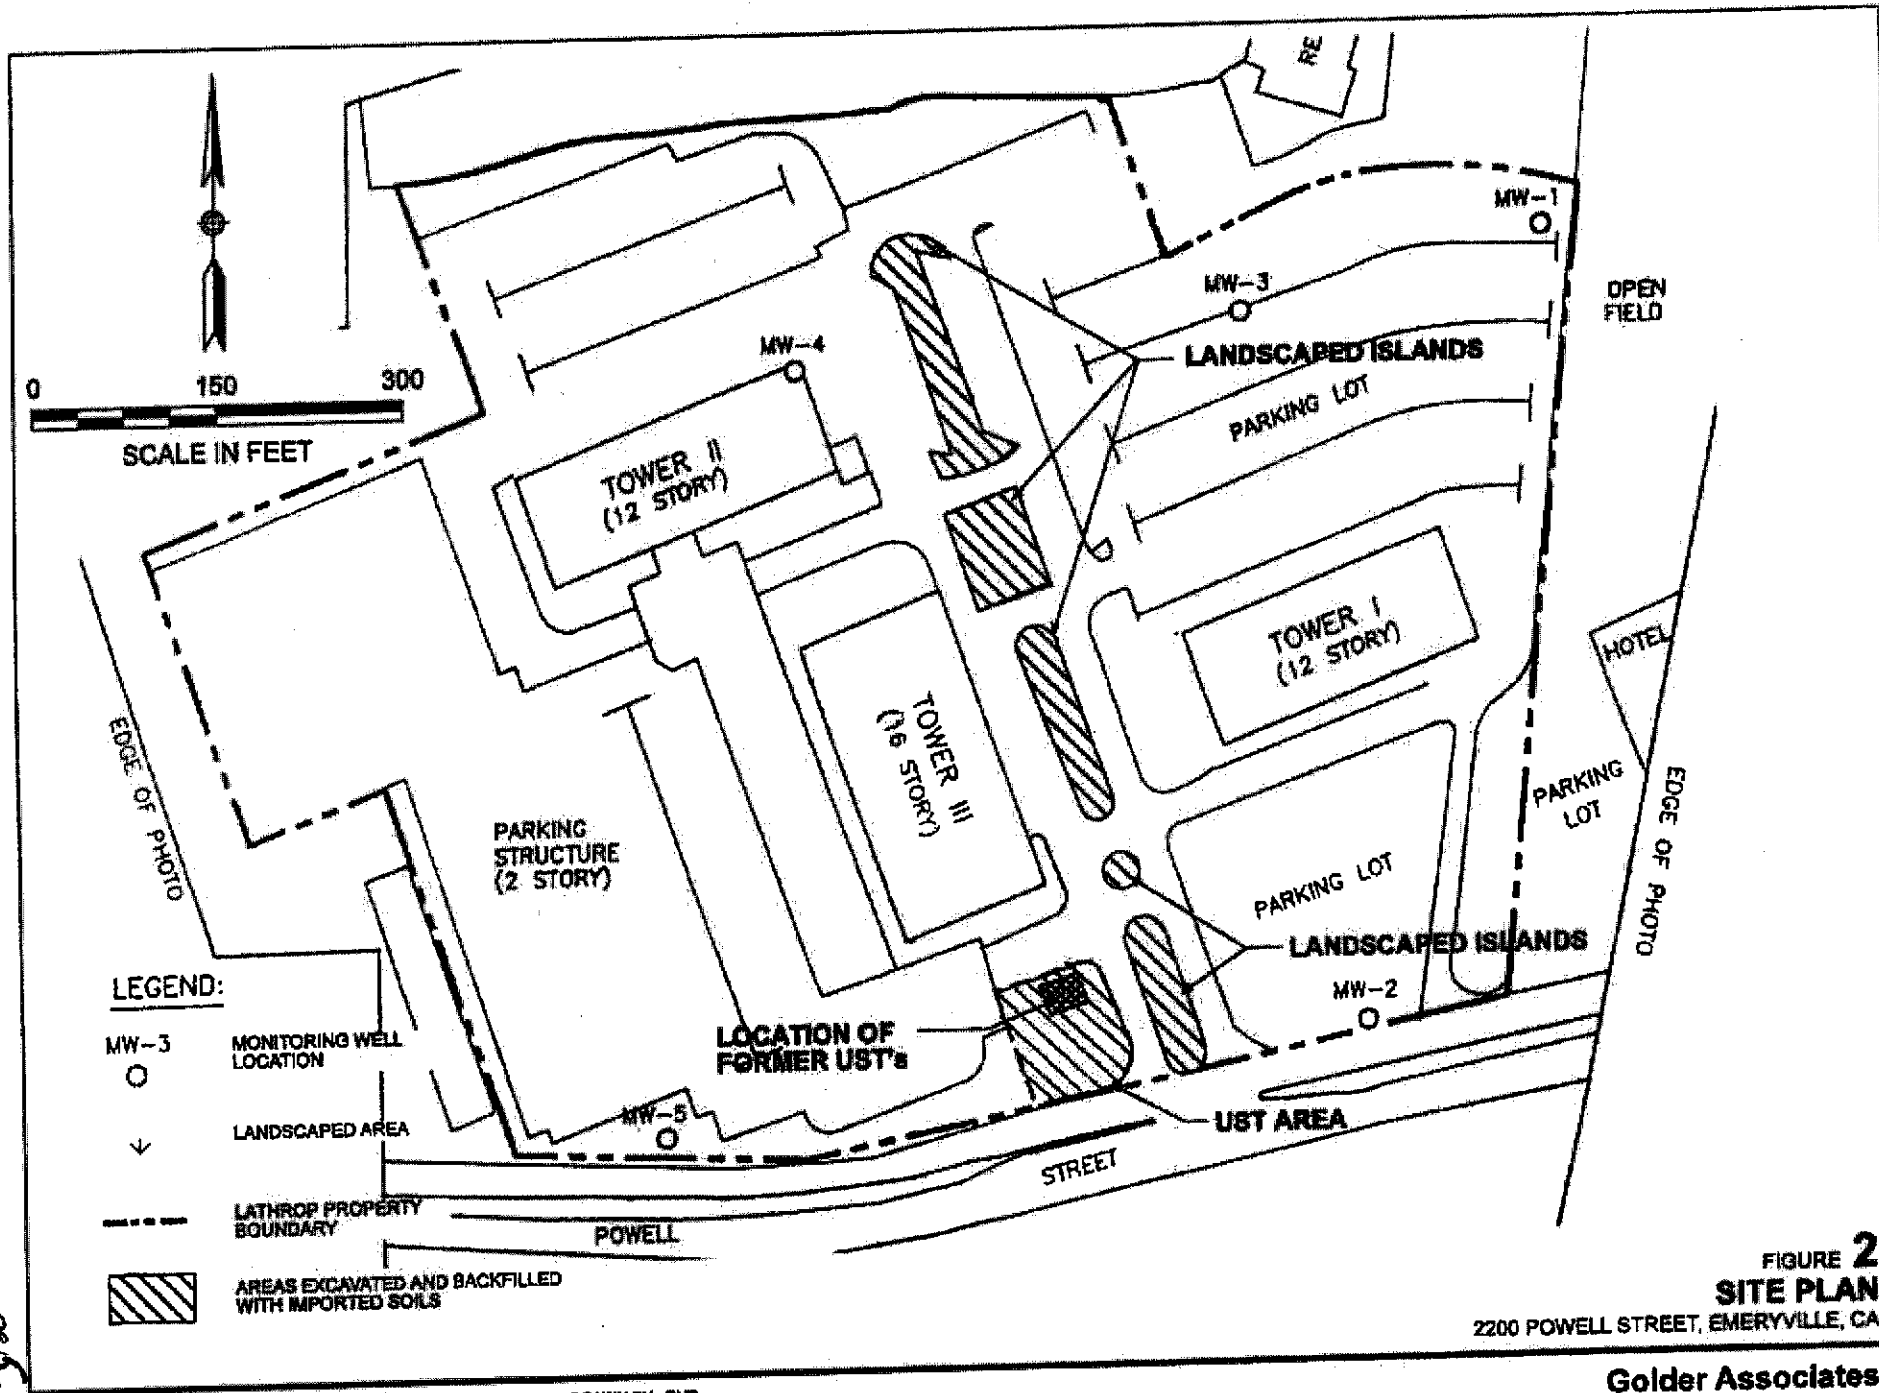 RE
MW-1
MW-3
OPEN
FIELD
MW-4
LANDSCAPED ISLANDS
0 150 300
SCALE IN FEET
PARKING LOT
TOWER II
(12 STORY)
TOWER I
(12 STORY)
HOTEL
TOWER III
(16 STORY)
EDGE OF PHOTO
PARKING
LOT
EDGE OF PHOTO
PARKING
STRUCTURE
(2 STORY)
PARKING LOT
LANDSCAPED ISLANDS
LEGEND:
MW-2
MW-3 MONITORING WELL
LOCATION
LOCATION OF
FORMER UST's
UST AREA
MW-5
LANDSCAPED AREA
STREET
LATHROP PROPERTY
BOUNDARY
POWELL
AREAS EXCAVATED AND BACKFILLED
WITH IMPORTED SOILS
FIGURE 2
SITE PLAN
2200 POWELL STREET, EMERYVILLE, CA
Golder Associates